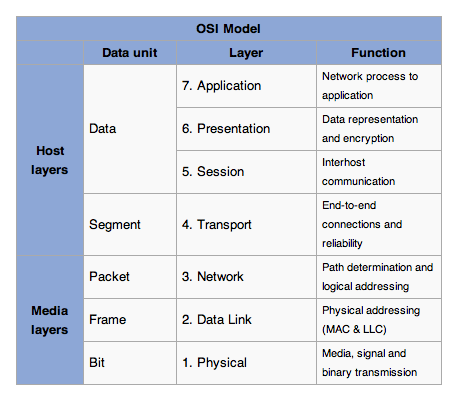 OSI Model
Data unit Layer Function
Host
layers
Data
7. Application
Network process to
application
6. Presentation
Data representation
and encryption
5. Session
Interhost
communication
Segment
4. Transport
End-to-end
connections and
reliability
Media
layers
Packet
3. Network
Path determination and
logical addressing
Frame
2. Data Link
Physical addressing
(MAC & LLC)
Bit
1. Physical
Media, signal and
binary transmission